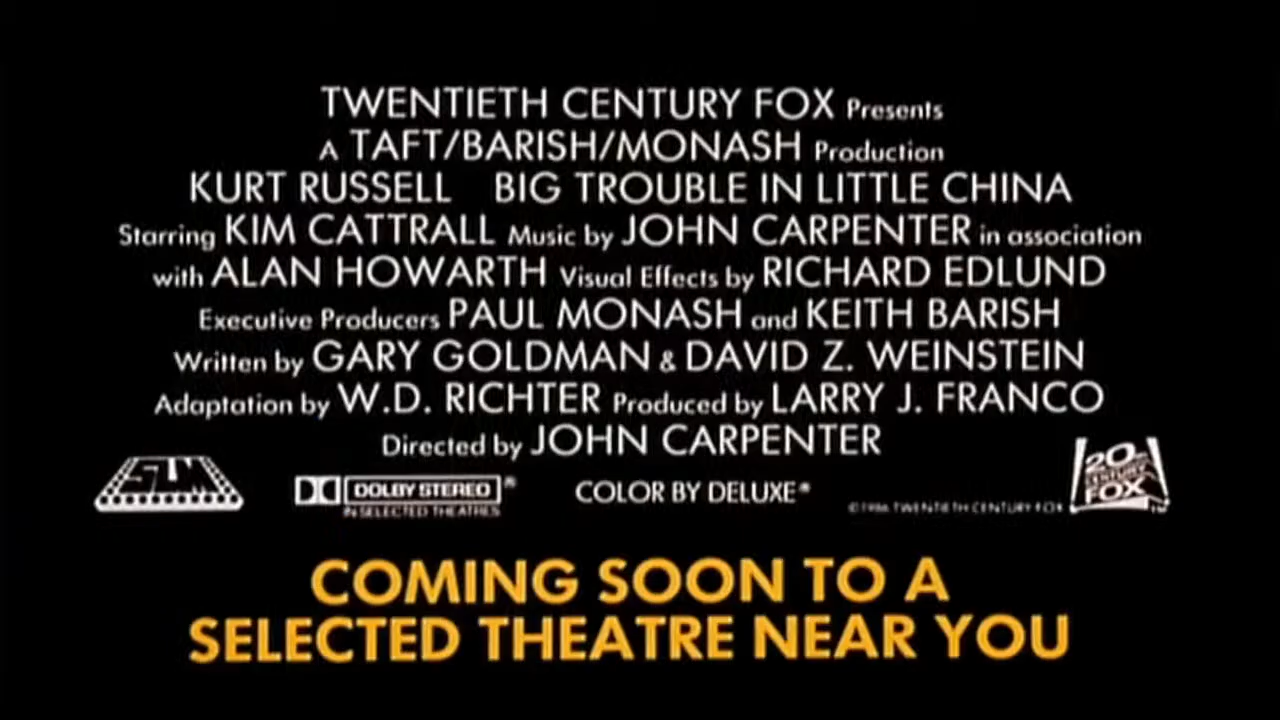 TWENTIETH CENTURY FOX Presents
A TAFT/BARISH/MONASH Production
KURT RUSSELL BIG TROUBLE IN LITTLE CHINA
Starring KIM CATTRALL Music by JOHN CARPENTER in association
with ALAN HOWARTH Visual Effects by RICHARD EDLUND
Executive Producers PAUL MONASH and KEITH BARISH
Written by GARY GOLDMAN & DAVID Z. WEINSTEIN
Adaptation by W.D. RICHTER Produced by LARRY J. FRANCO
Directed by JOHN CARPENTER
SLM
DOLBY STEREO®
IN SELECTED THEATRES
COLOR BY DELUXE®
©1986 TWENTIETH CENTURY FOX
20th
CENTURY
FOX
COMING SOON TO A
SELECTED THEATRE NEAR YOU